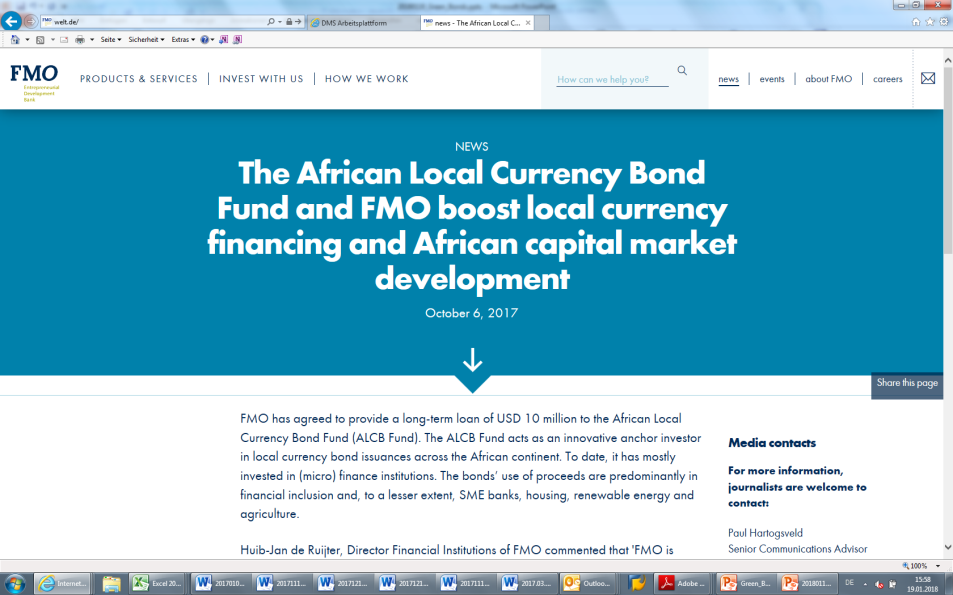 welt.de/
DMS Arbeitsplattform
news - The African Local C...
Seite
Sicherheit
Extras
FMO
Entrepreneurial
Development
Bank
PRODUCTS & SERVICES | INVEST WITH US | HOW WE WORK
How can we help you?
news | events | about FMO | careers
NEWS
The African Local Currency Bond
Fund and FMO boost local currency
financing and African capital market
development
October 6, 2017
Share this page
FMO has agreed to provide a long-term loan of USD 10 million to the African Local
Currency Bond Fund (ALCB Fund). The ALCB Fund acts as an innovative anchor investor
in local currency bond issuances across the African continent. To date, it has mostly
invested in (micro) finance institutions. The bonds' use of proceeds are predominantly in
financial inclusion and, to a lesser extent, SME banks, housing, renewable energy and
agriculture.
Huib-Jan de Ruijter, Director Financial Institutions of FMO commented that 'FMO is
Media contacts
For more information,
journalists are welcome to
contact:
Paul Hartogsveld
Senior Communications Advisor
100%
Internet...
Excel 20...
2017010...
2017111...
2017121...
2017121...
2017111...
2017.03....
Outloo...
Adobe ...
Green_B...
2018011...
DE
15:58
19.01.2018